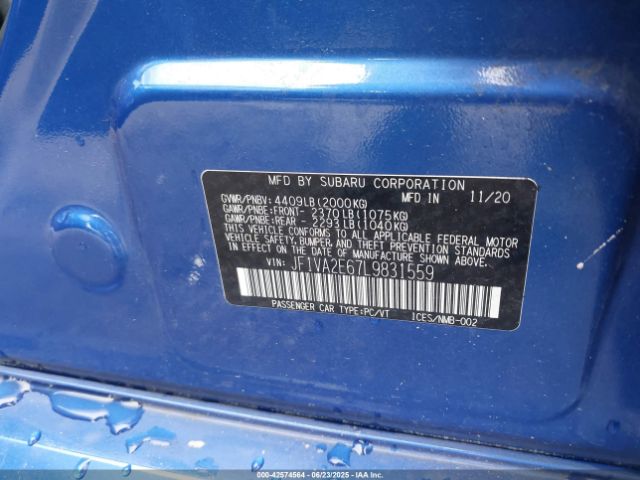 MFD BY SUBARU CORPORATION
GVWR/PNBV: 4409LB(2000KG) MFD IN 11/20
GAWR/PNBE:FRONT- 2370LB(1075KG)
GAWR/PNBE:REAR - 2293LB(1040KG)
THIS VEHICLE CONFORMS TO ALL APPLICABLE FEDERAL MOTOR
VEHICLE SAFETY, BUMPER, AND THEFT PREVENTION STANDARDS
IN EFFECT ON THE DATE OF MANUFACTURE SHOWN ABOVE.
VIN: JF1VA2E67L9831559
PASSENGER CAR TYPE:PC/VT ICES/NMB-002
000-42574564 | 06/23/2025 | IAAI.COM